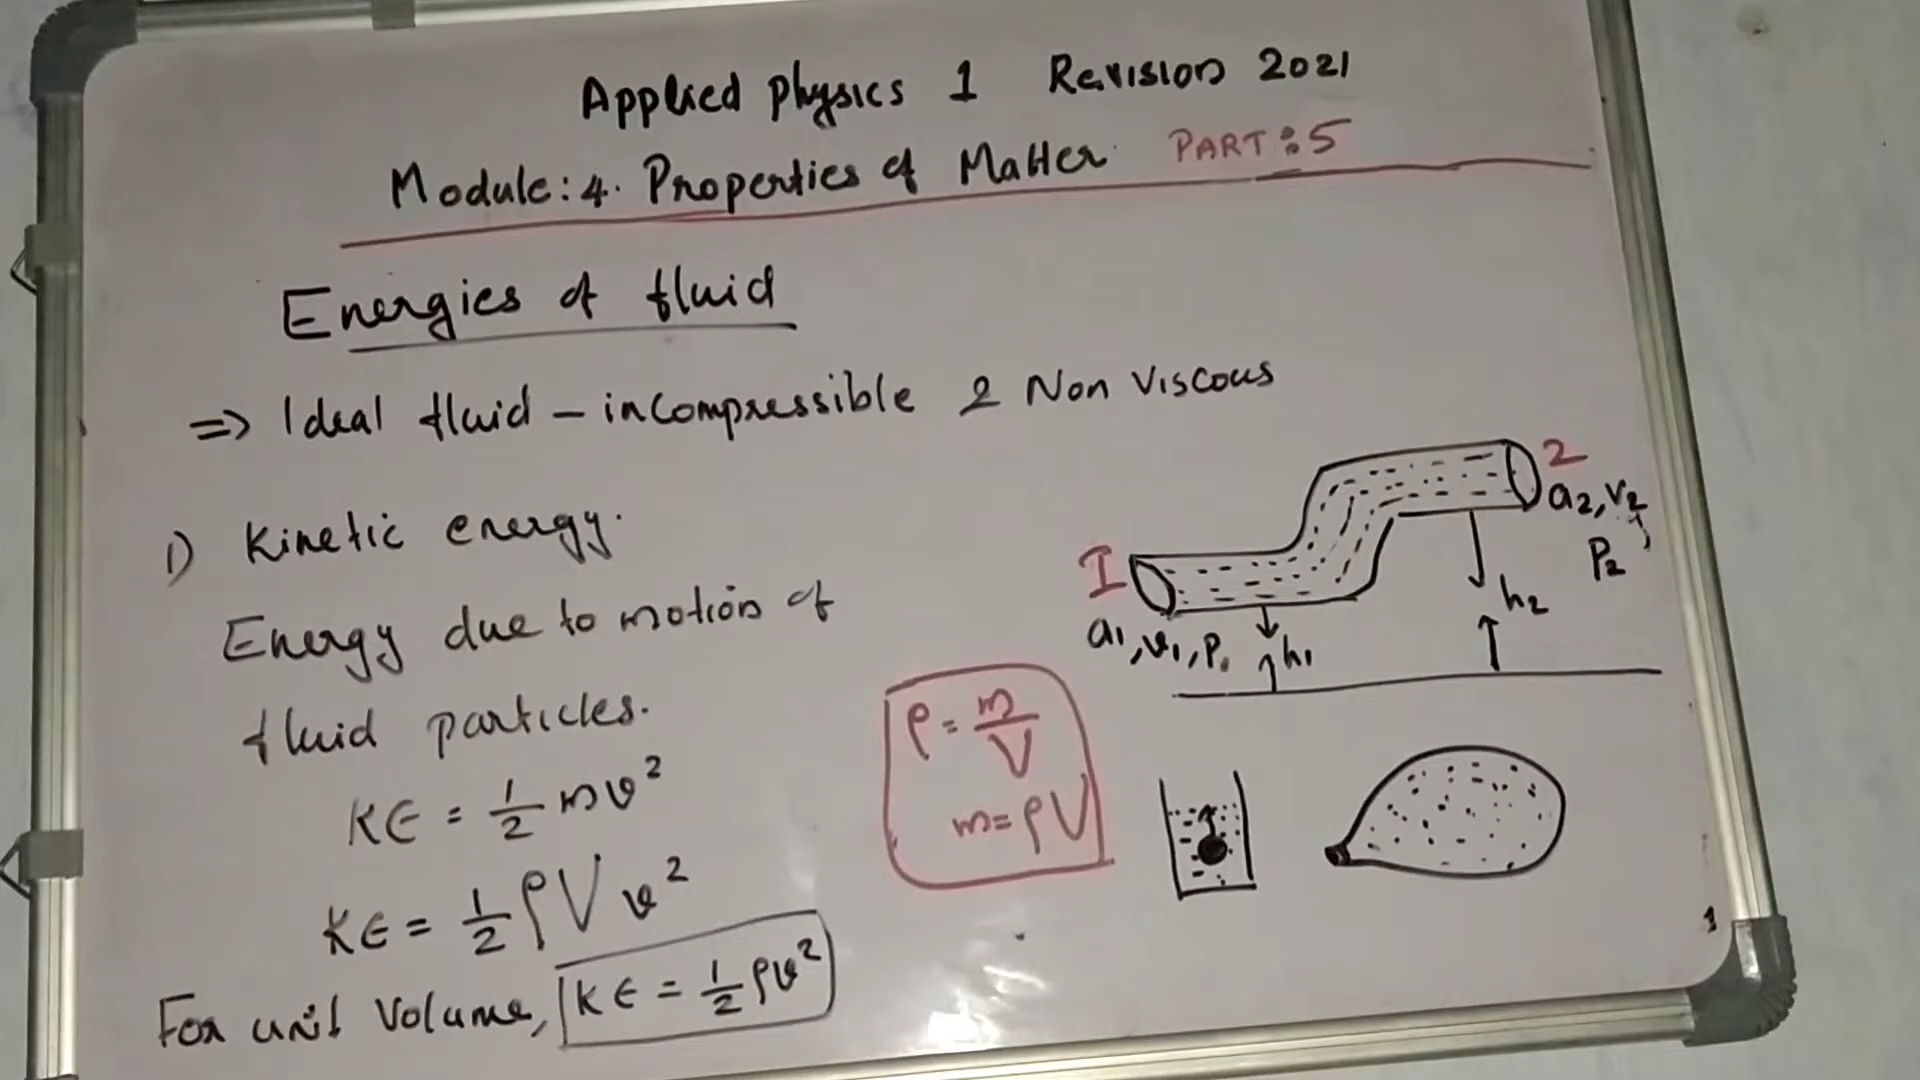 Applied Physics 1 Revision 2021
Module: 4. Properties of Matter PART: 5
Energies of fluid
=> Ideal fluid – incompressible & Non Viscous
1) Kinetic energy.
Energy due to motion of
fluid particles.
KE = 1/2 mv²
KE = 1/2 ρVv²
For unit Volume, KE = 1/2 ρv²
ρ = m/V
m = ρV
I
a1, v1, P1
h1
2
a2, v2,
P2
h2
1